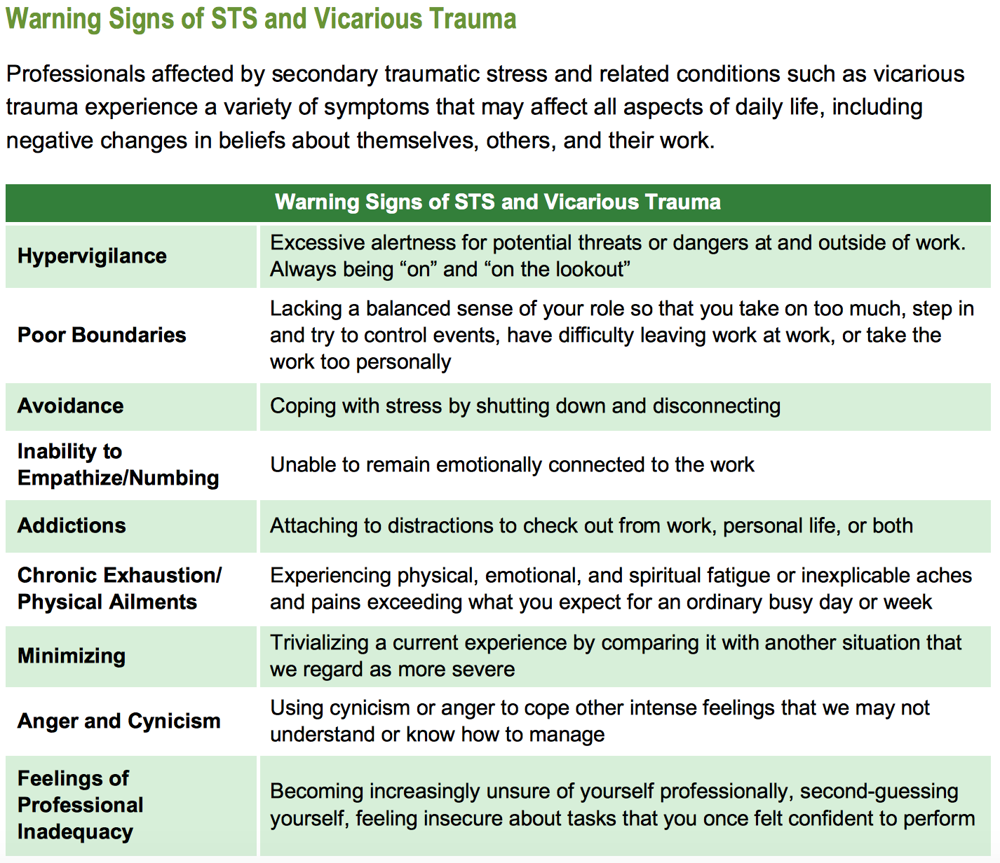 Warning Signs of STS and Vicarious Trauma
Professionals affected by secondary traumatic stress and related conditions such as vicarious
trauma experience a variety of symptoms that may affect all aspects of daily life, including
negative changes in beliefs about themselves, others, and their work.
Warning Signs of STS and Vicarious Trauma
Hypervigilance
Excessive alertness for potential threats or dangers at and outside of work.
Always being “on” and “on the lookout”
Poor Boundaries
Lacking a balanced sense of your role so that you take on too much, step in
and try to control events, have difficulty leaving work at work, or take the
work too personally
Avoidance
Coping with stress by shutting down and disconnecting
Inability to
Empathize/Numbing
Unable to remain emotionally connected to the work
Addictions
Attaching to distractions to check out from work, personal life, or both
Chronic Exhaustion/
Physical Ailments
Experiencing physical, emotional, and spiritual fatigue or inexplicable aches
and pains exceeding what you expect for an ordinary busy day or week
Minimizing
Trivializing a current experience by comparing it with another situation that
we regard as more severe
Anger and Cynicism
Using cynicism or anger to cope other intense feelings that we may not
understand or know how to manage
Feelings of
Professional
Inadequacy
Becoming increasingly unsure of yourself professionally, second-guessing
yourself, feeling insecure about tasks that you once felt confident to perform